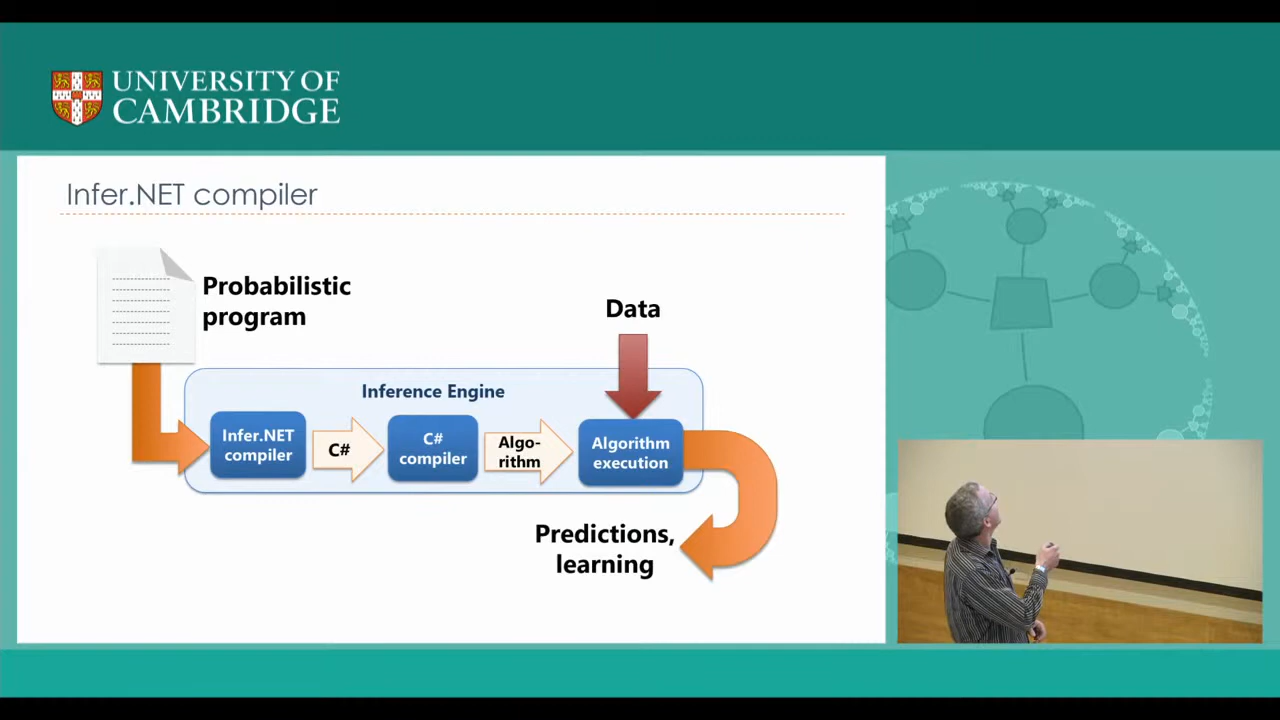 UNIVERSITY OF
CAMBRIDGE
Infer.NET compiler
Probabilistic
program
Data
Inference Engine
Infer.NET
compiler
C#
C#
compiler
Algo-
rithm
Algorithm
execution
Predictions,
learning